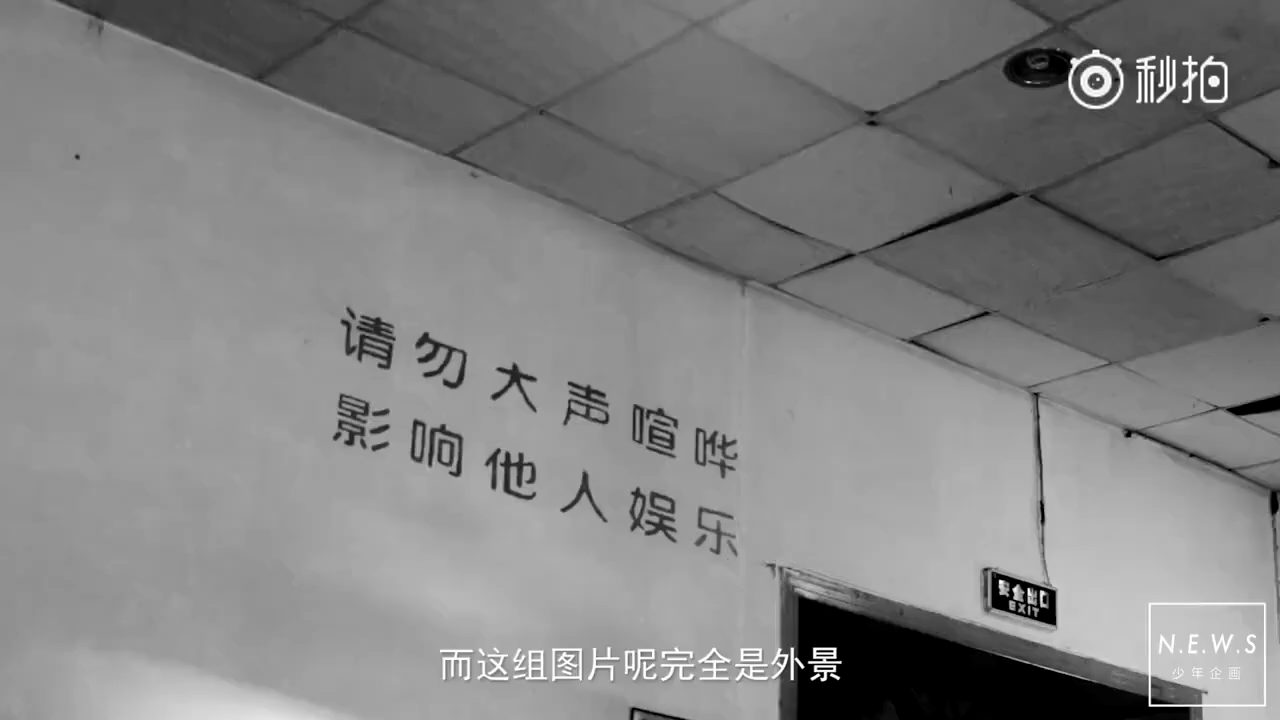 秒拍
请勿大声喧哗
影响他人娱乐
安全出口
EXIT
而这组图片呢完全是外景
N.E.W.S
少年企画